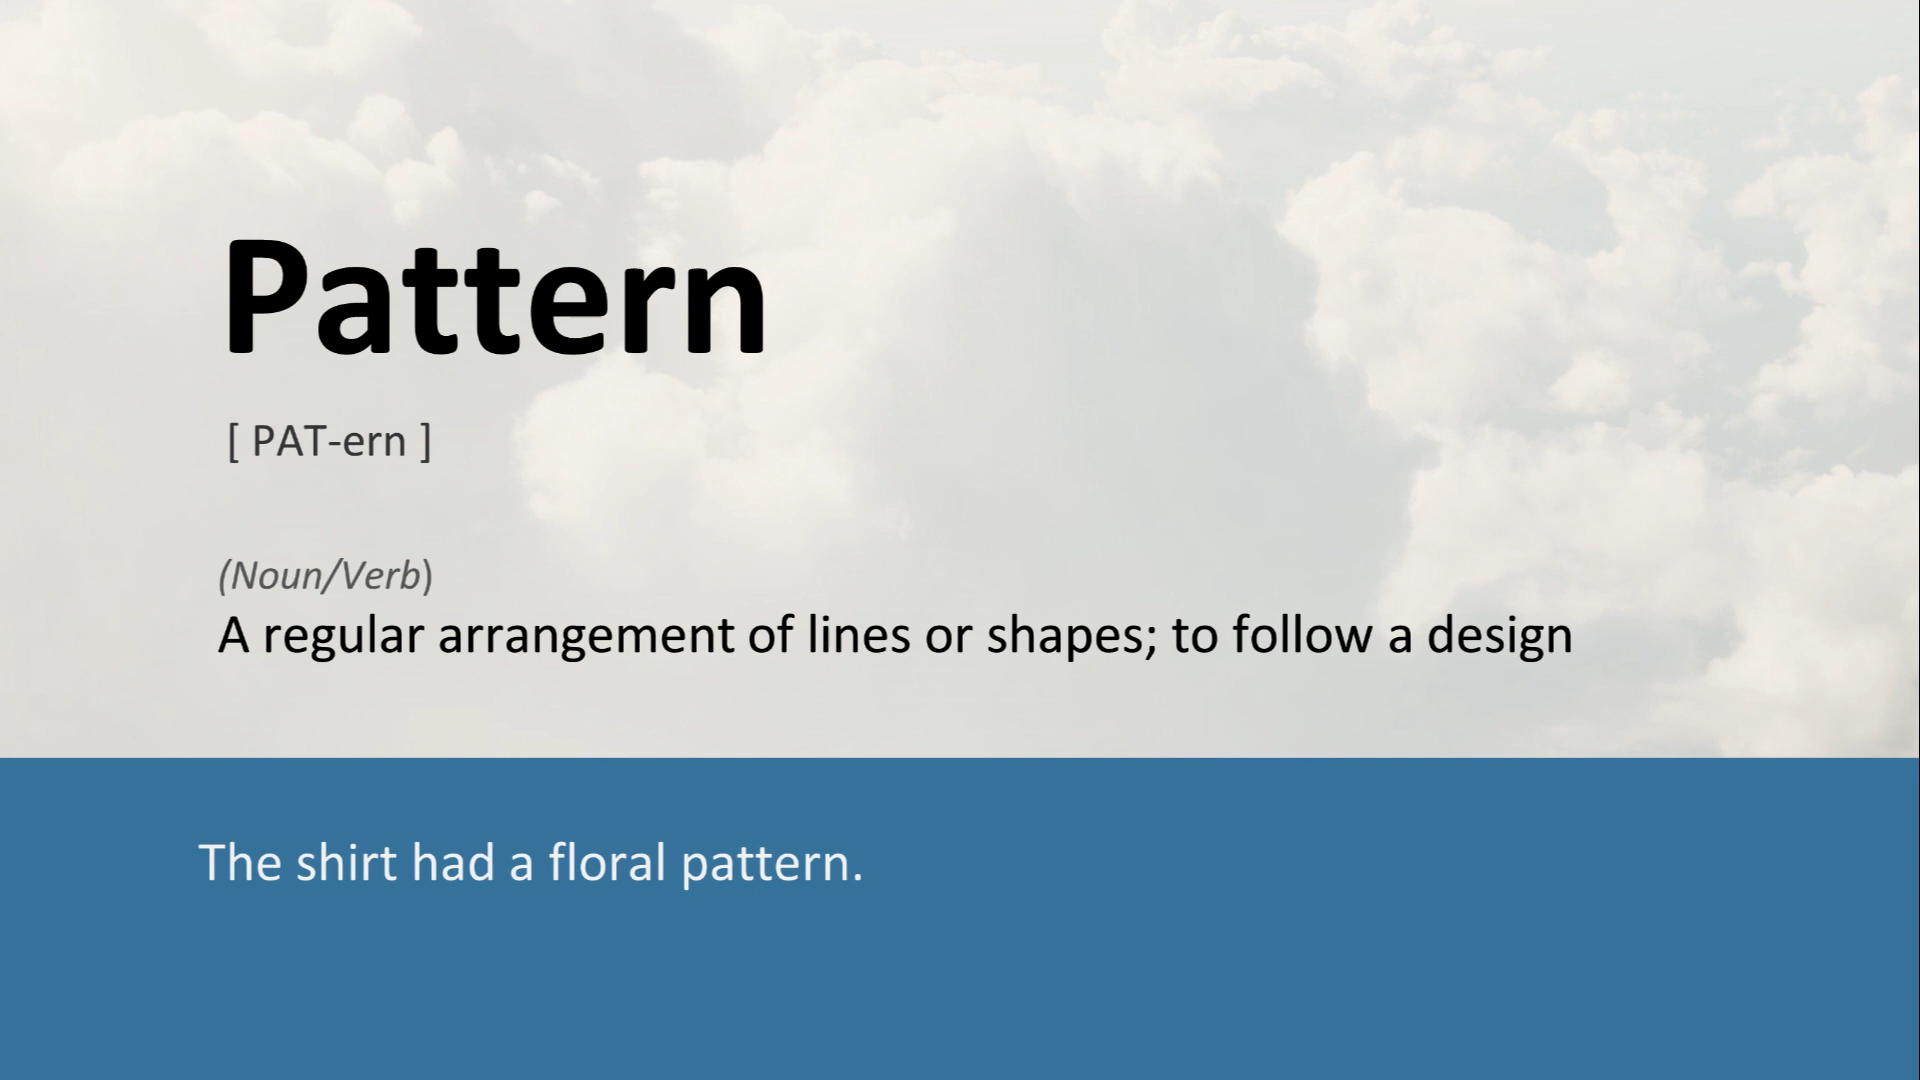 Pattern
[ PAT-ern ]
(Noun/Verb)
A regular arrangement of lines or shapes; to follow a design
The shirt had a floral pattern.